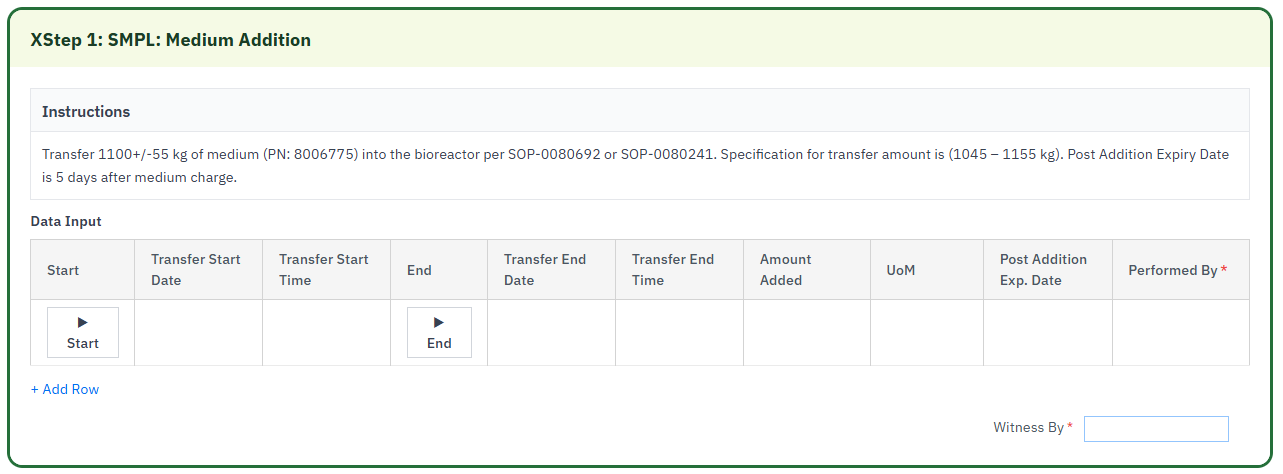 XStep 1: SMPL: Medium Addition
Instructions
Transfer 1100+/-55 kg of medium (PN: 8006775) into the bioreactor per SOP-0080692 or SOP-0080241. Specification for transfer amount is (1045 – 1155 kg). Post Addition Expiry Date
is 5 days after medium charge.
Data Input
Start
Transfer Start
Date
Transfer Start
Time
End
Transfer End
Date
Transfer End
Time
Amount
Added
UoM
Post Addition
Exp. Date
Performed By *
Start
End
+ Add Row
Witness By *